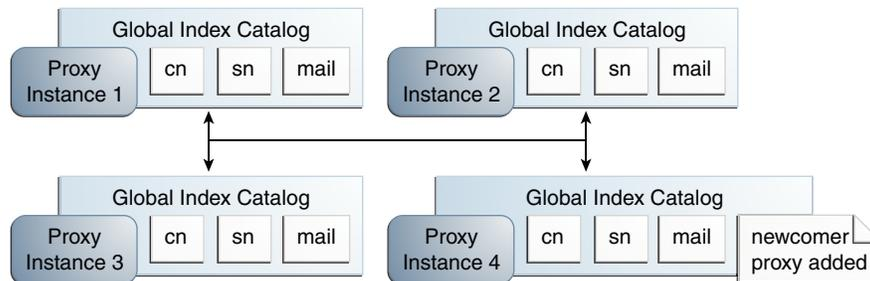 Global Index Catalog
Proxy
Instance 1
cn sn mail
Global Index Catalog
Proxy
Instance 2
cn sn mail
Global Index Catalog
Proxy
Instance 3
cn sn mail
Global Index Catalog
Proxy
Instance 4
cn sn mail
newcomer
proxy added